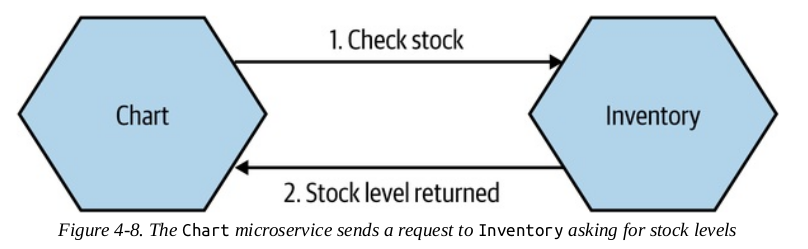 1. Check stock
Chart
Inventory
2. Stock level returned
Figure 4-8. The Chart microservice sends a request to Inventory asking for stock levels